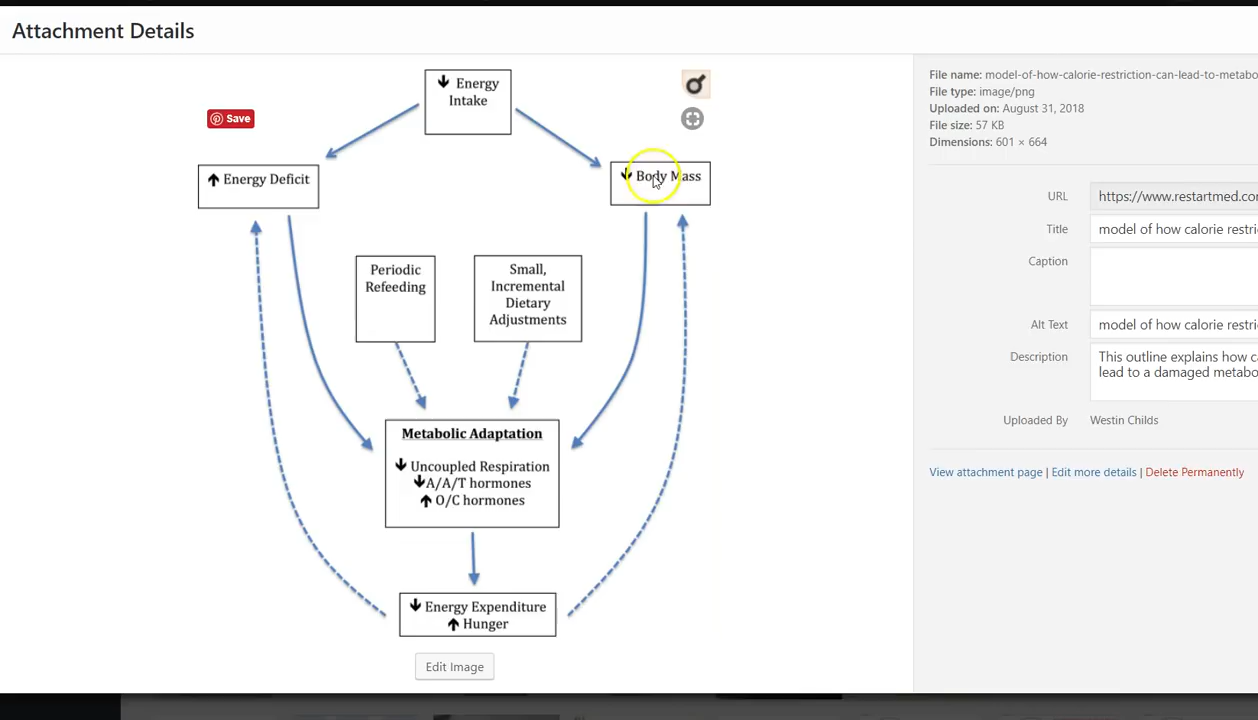 Attachment Details
↓ Energy
Intake
Save
↑ Energy Deficit
↓ Body Mass
Periodic
Refeeding
Small,
Incremental
Dietary
Adjustments
Metabolic Adaptation
↓ Uncoupled Respiration
↓A/A/T hormones
↑ O/C hormones
↓ Energy Expenditure
↑ Hunger
Edit Image
File name: model-of-how-calorie-restriction-can-lead-to-metabo
File type: image/png
Uploaded on: August 31, 2018
File size: 57 KB
Dimensions: 601 × 664
URL https://www.restartmed.co
Title model of how calorie restri
Caption
Alt Text model of how calorie restri
Description This outline explains how c
lead to a damaged metabo
Uploaded By Westin Childs
View attachment page | Edit more details | Delete Permanently